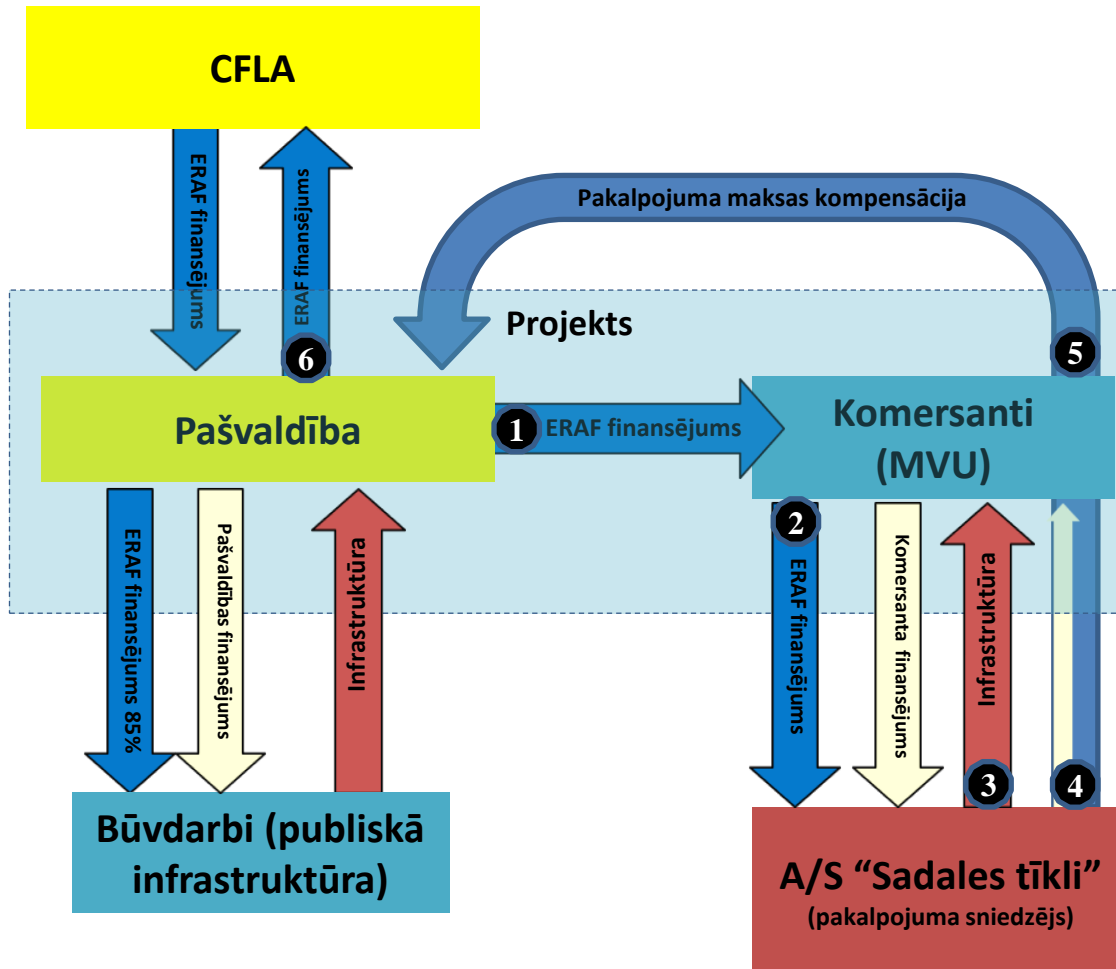 CFLA
ERAF finansējums
ERAF finansējums
Pakalpojuma maksas kompensācija
Projekts
6
5
Pašvaldība
1
ERAF finansējums
Komersanti
(MVU)
ERAF finansējums 85%
Pašvaldības finansējums
Infrastruktūra
2
ERAF finansējums
Komersanta finansējums
Infrastruktūra
3
4
Būvdarbi (publiskā
infrastruktūra)
A/S “Sadales tīkli”
(pakalpojuma sniedzējs)